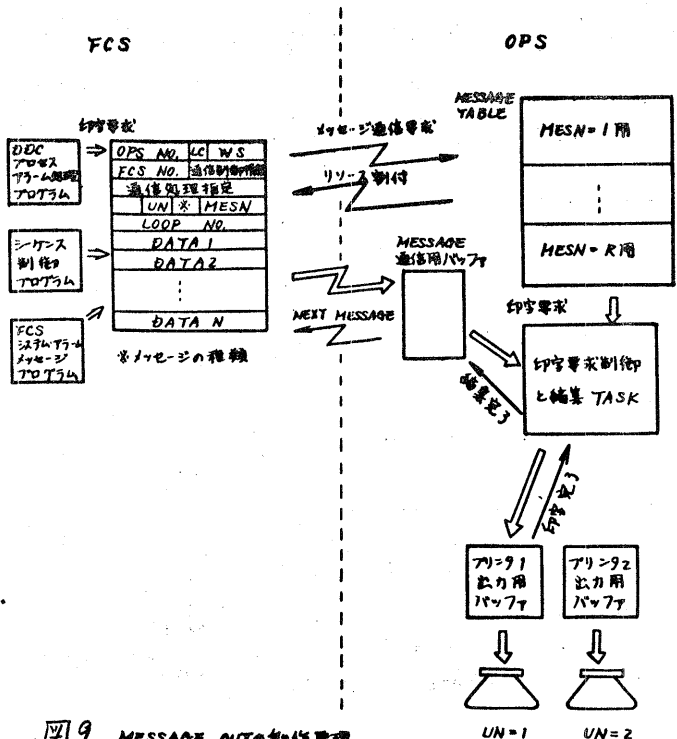 FCS
OPS
印字要求
DDC
プロセス
アラーム処理
プログラム
シーケンス
制御
プログラム
FCS
システムアラーム
メッセージ
プログラム
OPS NO. LC WS
FCS NO. 通信制御情報
通信処理指定
UN ※ MESN
LOOP NO.
DATA 1
DATA 2
DATA N
※メッセージの種類
メッセージ通信要求
リソース割付
NEXT MESSAGE
MESSAGE
通信用バッファ
MESSAGE
TABLE
MESN=1用
MESN=R用
印字要求
印字要求制御
と編集 TASK
編集完了
印字完了
プリンタ1
出力用
バッファ
プリンタ2
出力用
バッファ
UN=1
UN=2
図9 MESSAGE OUTの動作原理